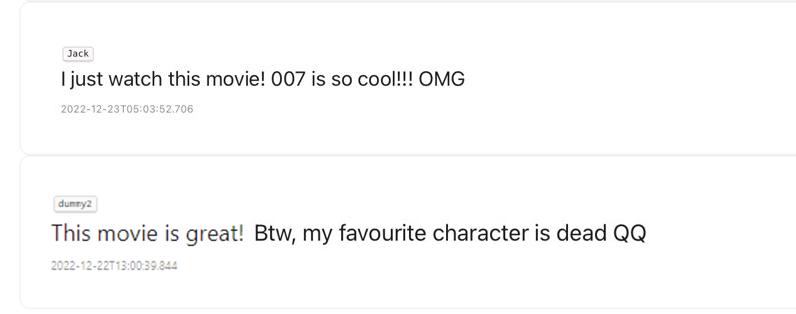 Jack
I just watch this movie! 007 is so cool!!! OMG
2022-12-23T05:03:52.706
dummy2
This movie is great! Btw, my favourite character is dead QQ
2022-12-22T13:00:39.844